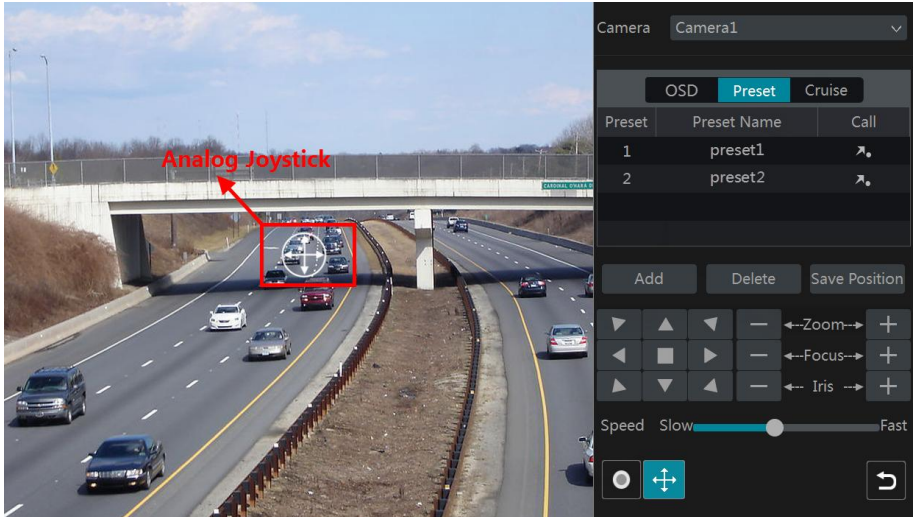 Camera Camera1
OSD Preset Cruise
Preset Preset Name Call
1 preset1
2 preset2
Add Delete Save Position
Zoom
Focus
Iris
Speed Slow Fast
Analog Joystick